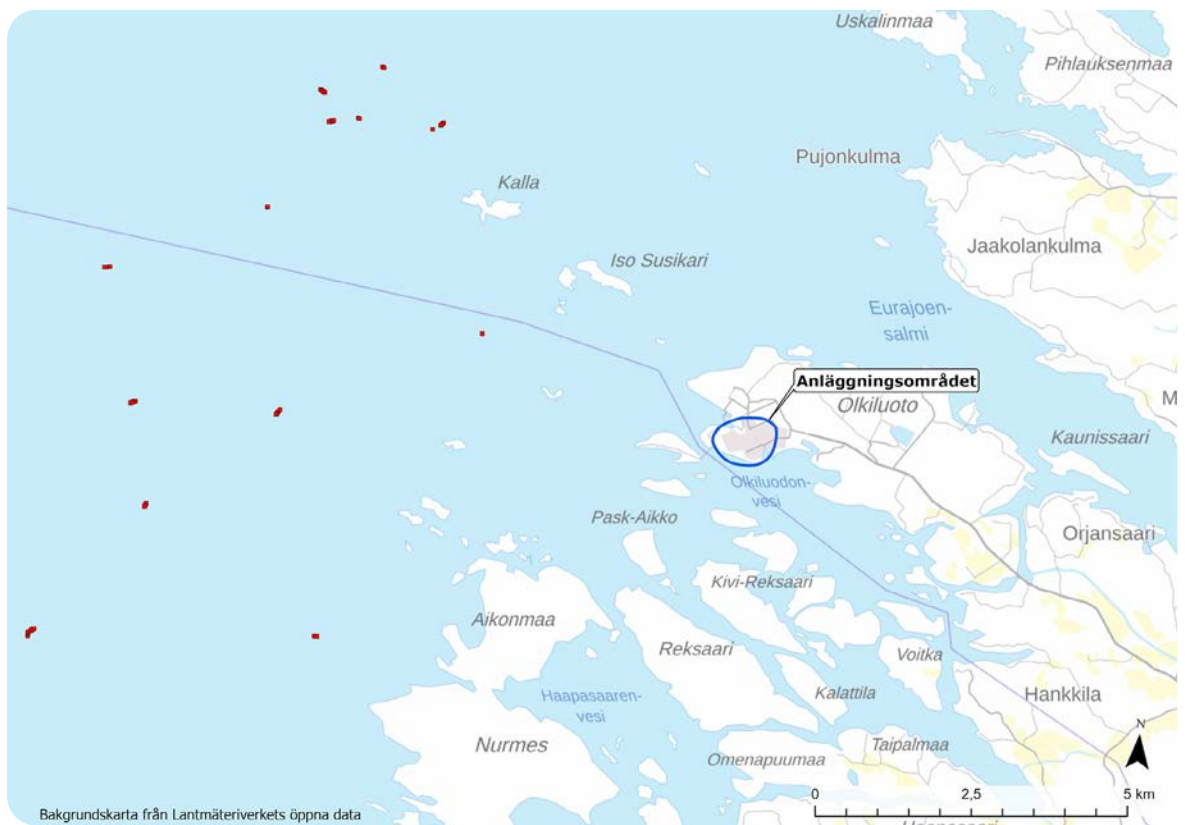 Uskalinmaa
Pihlauksenmaa
Pujonkulma
Kalla
Jaakolankulma
Iso Susikari
Eurajoen-
salmi
Anläggningsområdet
Olkiluoto
M
Kaunissaari
Olkiluodon-
vesi
Pask-Aikko
Orjansaari
Kivi-Reksaari
Aikonmaa
Reksaari
Voitka
Kalattila
Hankkila
Haapasaaren-
vesi
N
Nurmes
Taipalmaa
Omenapuumaa
0 2,5 5 km
Bakgrundskarta från Lantmäteriverkets öppna data